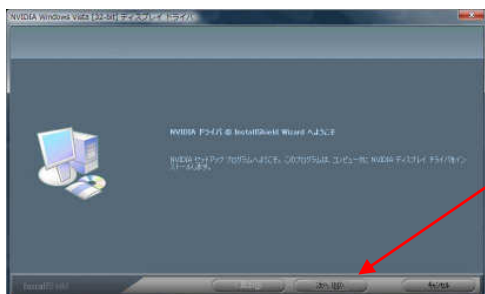 NVIDIA Windows Vista [32-bit] ディスプレイ ドライバ
NVIDIA ドライバ の InstallShield Wizard へようこそ
NVIDIA セットアップ プログラムへようこそ。このプログラムは、コンピュータに NVIDIA ディスプレイ ドライバをイン
ストールします。
InstallShield
次へ(N)
キャンセル